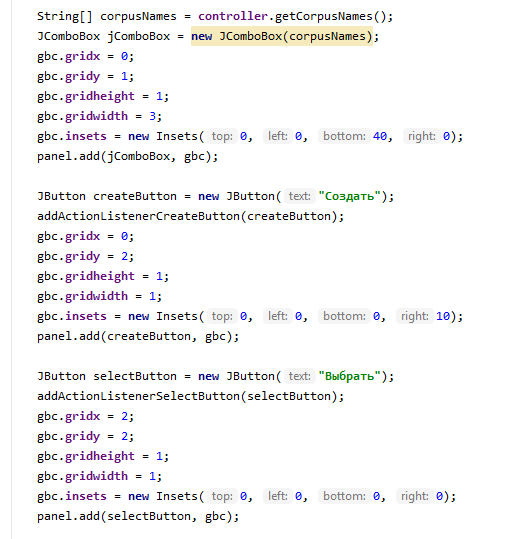 String[] corpusNames = controller.getCorpusNames();
JComboBox jComboBox = new JComboBox(corpusNames);
gbc.gridx = 0;
gbc.gridy = 1;
gbc.gridheight = 1;
gbc.gridwidth = 3;
gbc.insets = new Insets( top: 0, left: 0, bottom: 40, right: 0);
panel.add(jComboBox, gbc);
JButton createButton = new JButton( text: "Создать");
addActionListenerCreateButton(createButton);
gbc.gridx = 0;
gbc.gridy = 2;
gbc.gridheight = 1;
gbc.gridwidth = 1;
gbc.insets = new Insets( top: 0, left: 0, bottom: 0, right: 10);
panel.add(createButton, gbc);
JButton selectButton = new JButton( text: "Выбрать");
addActionListenerSelectButton(selectButton);
gbc.gridx = 2;
gbc.gridy = 2;
gbc.gridheight = 1;
gbc.gridwidth = 1;
gbc.insets = new Insets( top: 0, left: 0, bottom: 0, right: 0);
panel.add(selectButton, gbc);